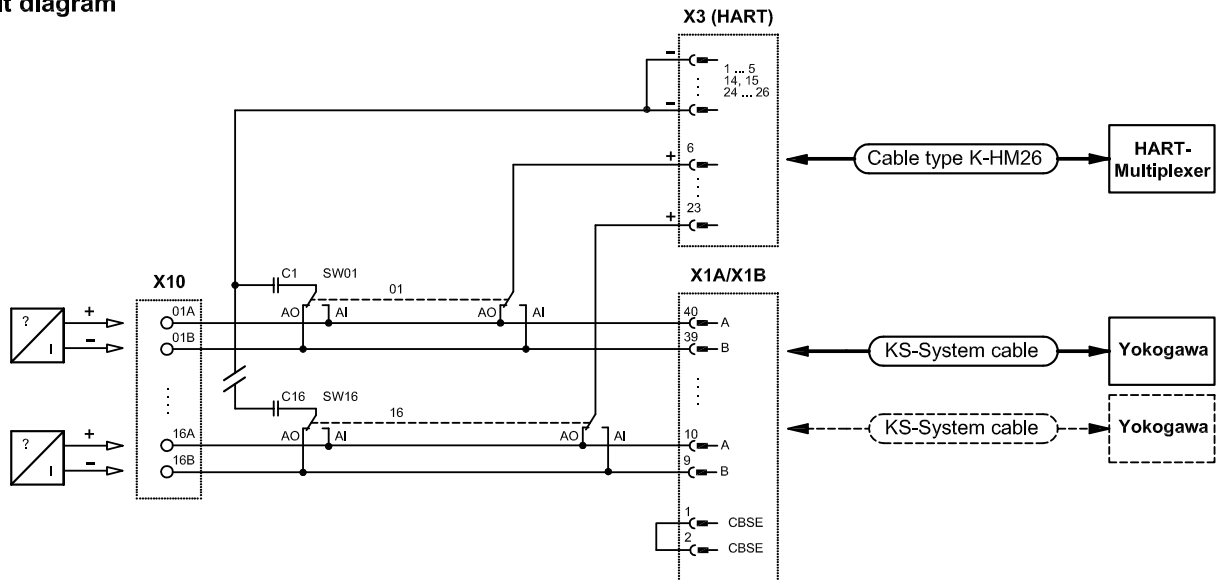 t diagram
X3 (HART)
–
1 ... 5
14, 15
24 ... 26
–
+ 6
+ 23
Cable type K-HM26
HART-
Multiplexer
X10
C1 SW01
01
X1A/X1B
? I
+ 01A
– 01B
AO AI
AO AI
40 A
39 B
KS-System cable
Yokogawa
C16 SW16
16
KS-System cable
Yokogawa
? I
+ 16A
– 16B
AO AI
AO AI
10 A
9 B
1 CBSE
2 CBSE